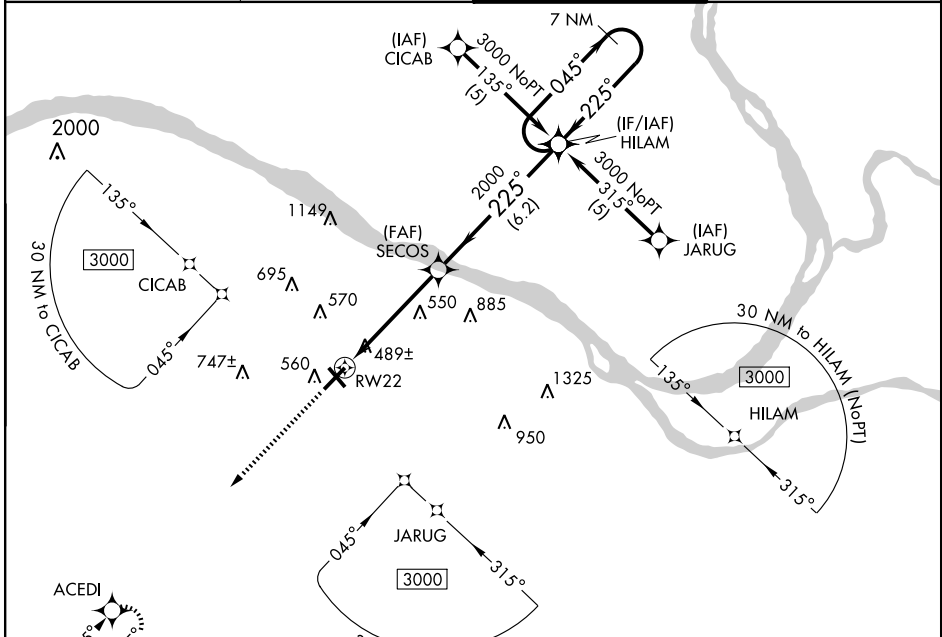 7 NM
(IAF)
CICAB
3000 NoPT
135°
(5)
045°
225°
(IF/IAF)
HILAM
3000 NoPT
315°
(5)
(IAF)
JARUG
2000
225°
(6.2)
(FAF)
SECOS
2000
1149
695
570
550
885
747±
560
489±
RW22
1325
950
135°
3000
CICAB
045°
30 NM to CICAB
30 NM to HILAM (NoPT)
135°
3000
HILAM
315°
045°
JARUG
315°
3000
ACEDI